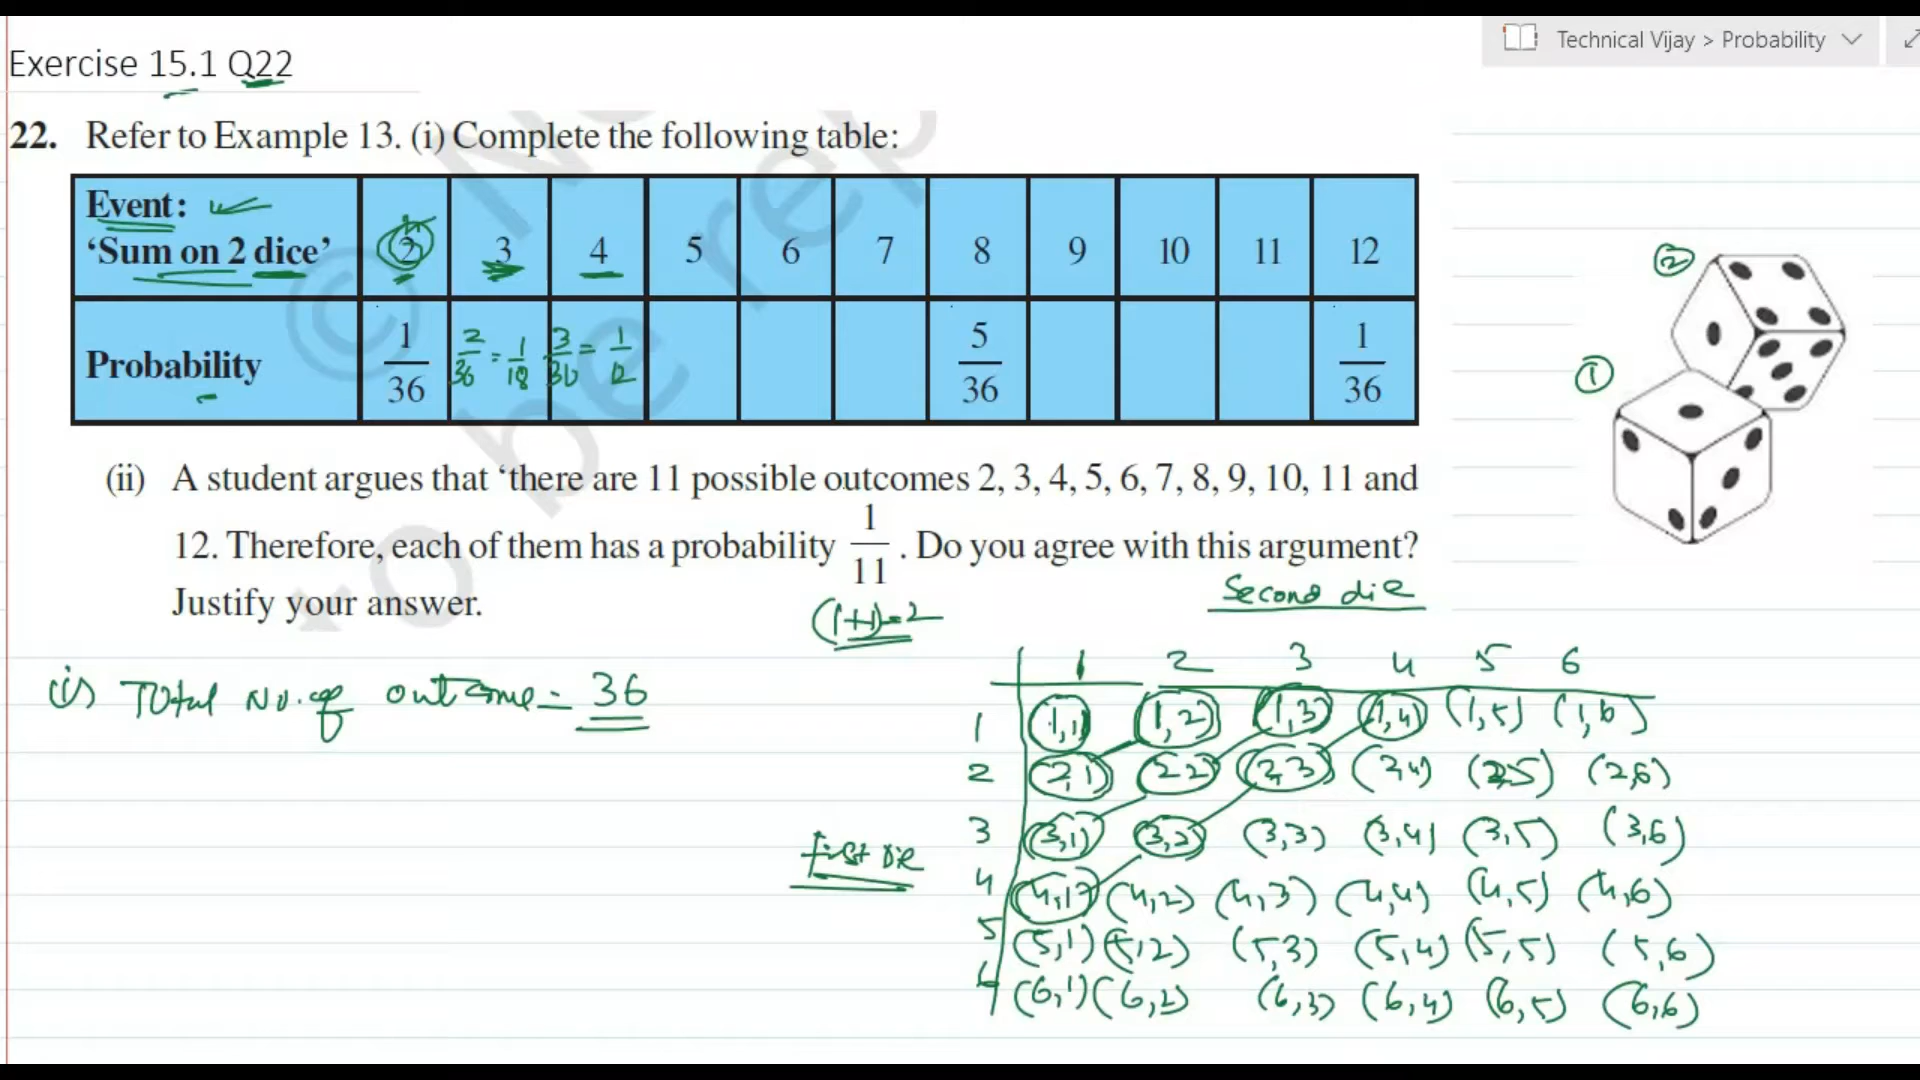 Technical Vijay > Probability
Exercise 15.1 Q22
22. Refer to Example 13. (i) Complete the following table:
Event:
‘Sum on 2 dice’ 2 3 4 5 6 7 8 9 10 11 12
Probability 1/36 2/36 = 1/18 3/36 = 1/12 5/36 1/36
② 
①
(ii) A student argues that ‘there are 11 possible outcomes 2, 3, 4, 5, 6, 7, 8, 9, 10, 11 and
12. Therefore, each of them has a probability 1/11 . Do you agree with this argument?
Justify your answer.
(1+1)=2
Second die
(i) Total No. of outcome = 36
1 2 3 4 5 6
1 (1,1) (1,2) (1,3) (1,4) (1,5) (1,6)
2 (2,1) (2,2) (2,3) (2,4) (2,5) (2,6)
3 (3,1) (3,2) (3,3) (3,4) (3,5) (3,6)
first die
4 (4,1) (4,2) (4,3) (4,4) (4,5) (4,6)
5 (5,1) (5,2) (5,3) (5,4) (5,5) (5,6)
6 (6,1) (6,2) (6,3) (6,4) (6,5) (6,6)